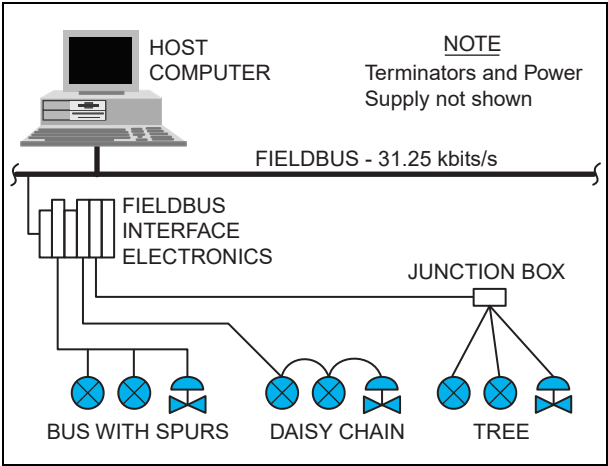 HOST
COMPUTER
NOTE
Terminators and Power
Supply not shown
FIELDBUS - 31.25 kbits/s
FIELDBUS
INTERFACE
ELECTRONICS
JUNCTION BOX
BUS WITH SPURS
DAISY CHAIN
TREE